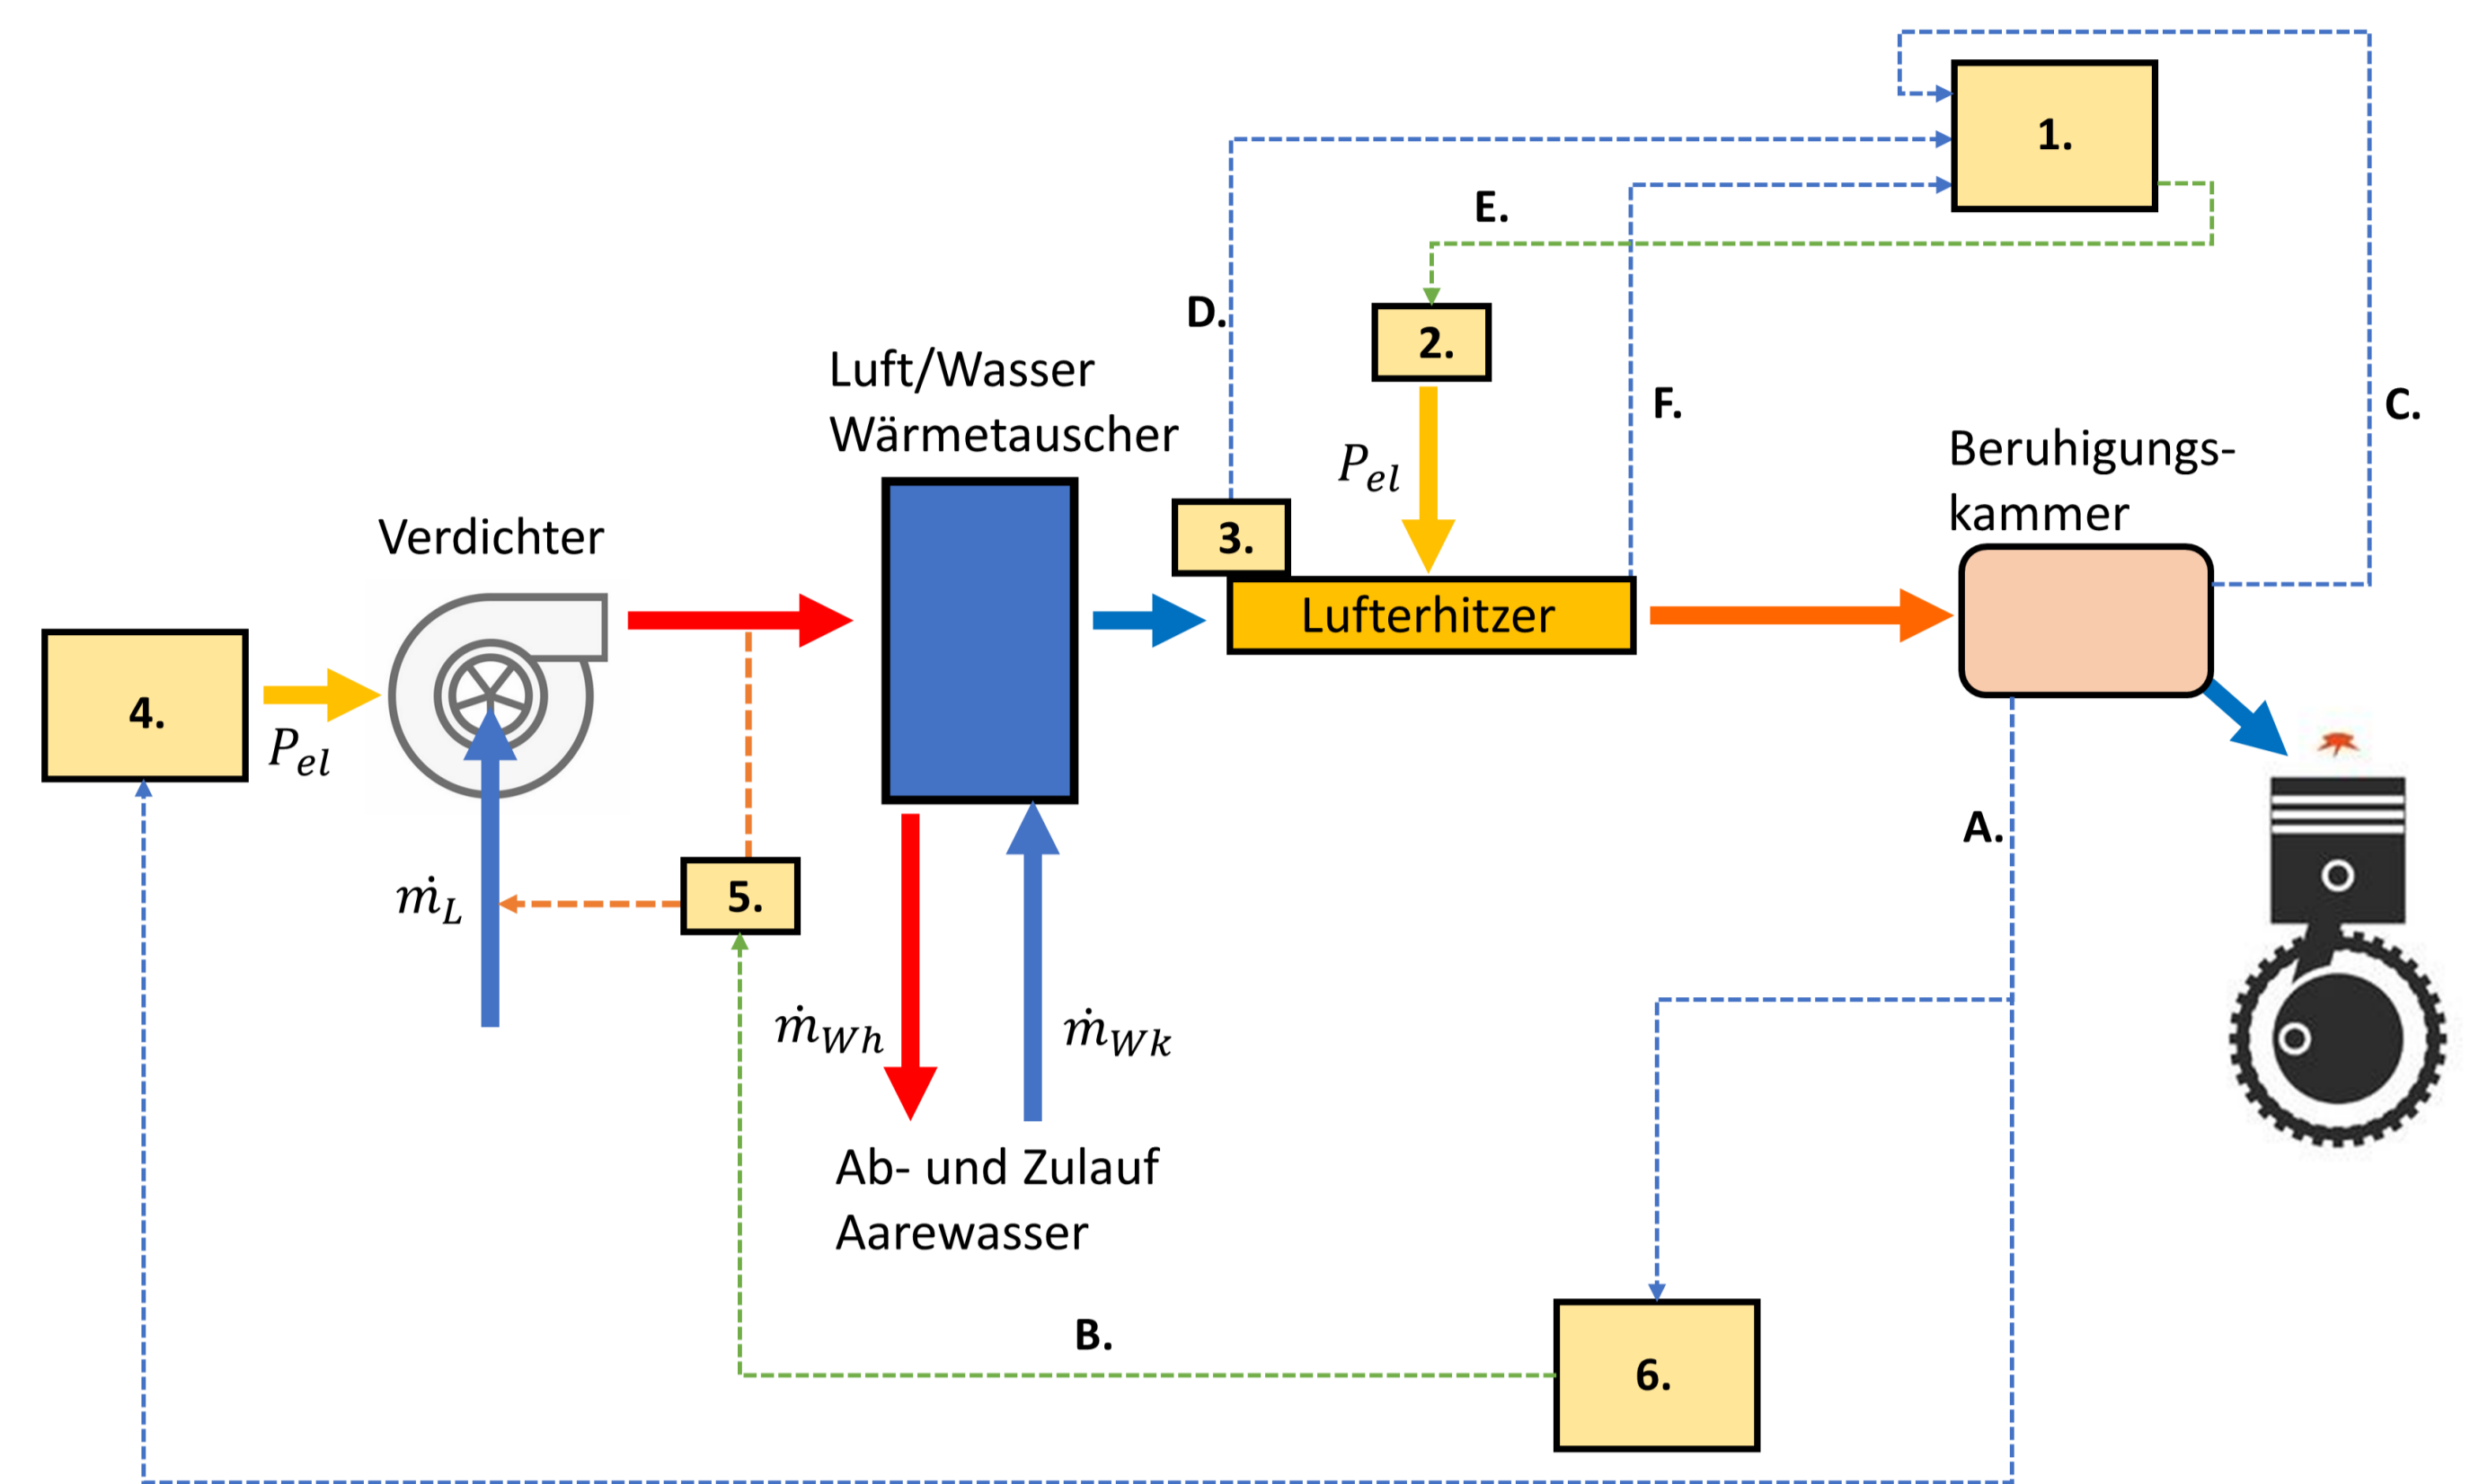 1.
E.
D.
2.
Luft/Wasser
Wärmetauscher
F.
C.
P_el
Beruhigungs-
kammer
Verdichter
3.
Lufterhitzer
4.
P_el
A.
5.
ṁ_L
ṁ_Wh
ṁ_Wk
Ab- und Zulauf
Aarewasser
B.
6.